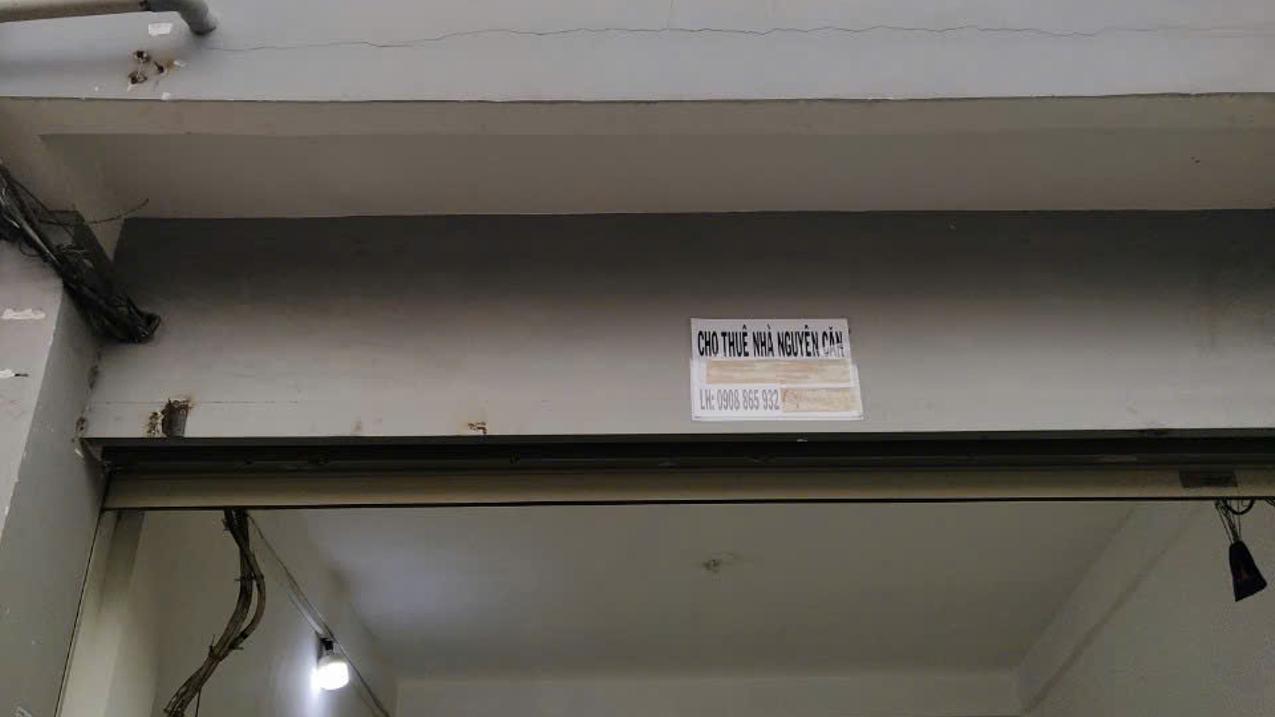 CHO THUÊ NHÀ NGUYÊN CĂN
LH: 0908 865 932